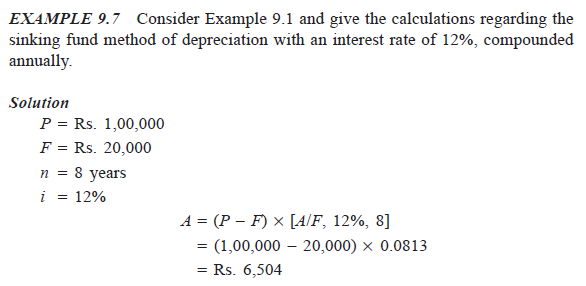 EXAMPLE 9.7 Consider Example 9.1 and give the calculations regarding the
sinking fund method of depreciation with an interest rate of 12%, compounded
annually.
Solution
P = Rs. 1,00,000
F = Rs. 20,000
n = 8 years
i = 12%
A = (P – F) × [A/F, 12%, 8]
= (1,00,000 – 20,000) × 0.0813
= Rs. 6,504